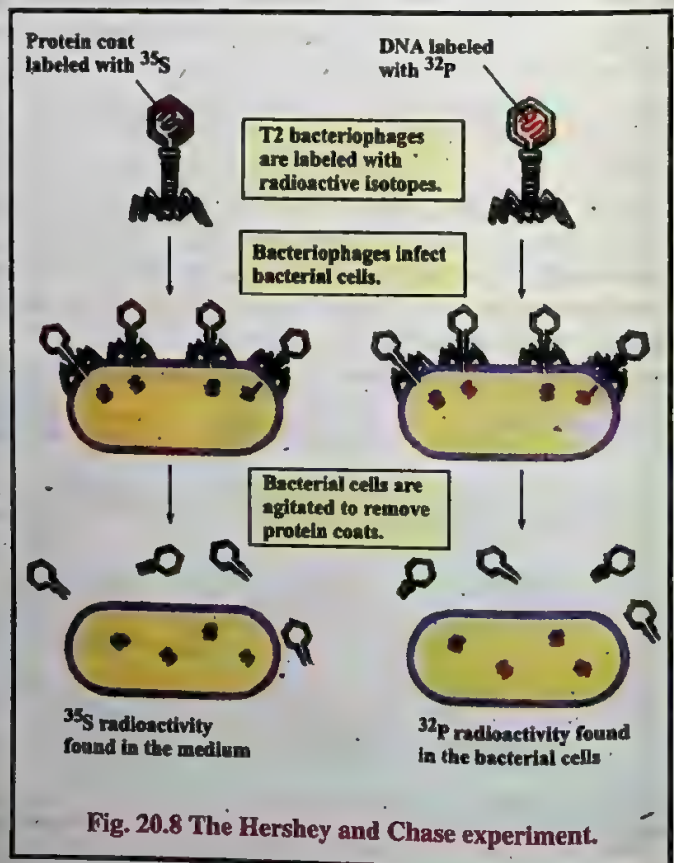 Protein coat
labeled with ³⁵S
DNA labeled
with ³²P
T2 bacteriophages
are labeled with
radioactive isotopes.
Bacteriophages infect
bacterial cells.
Bacterial cells are
agitated to remove
protein coats.
³⁵S radioactivity
found in the medium
³²P radioactivity found
in the bacterial cells
Fig. 20.8 The Hershey and Chase experiment.